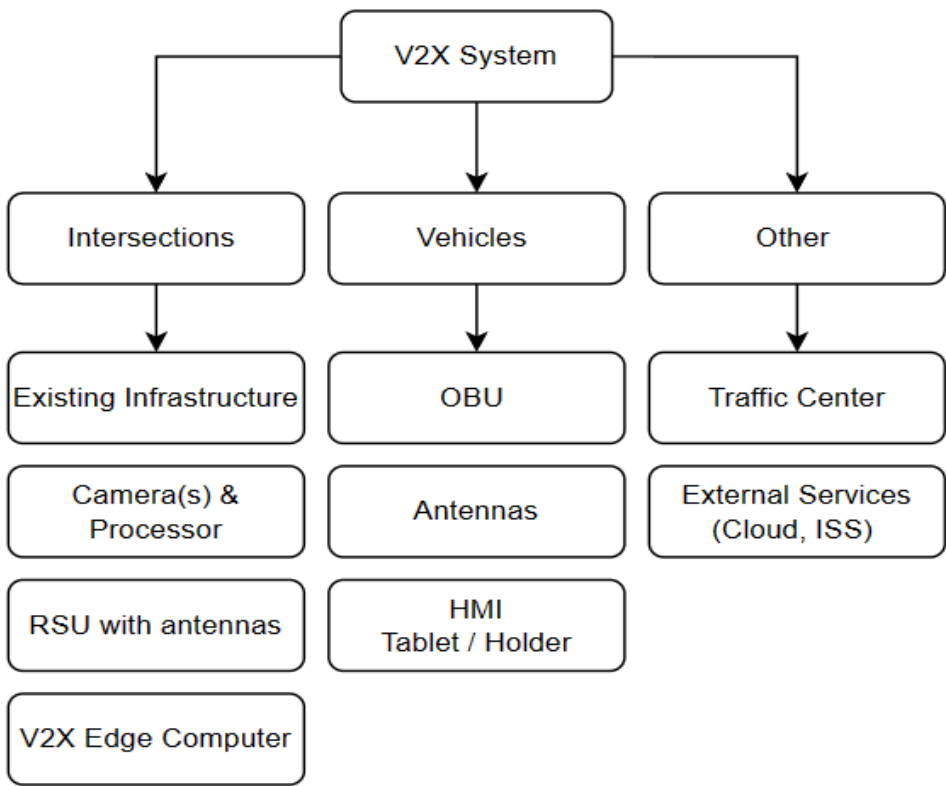 V2X System
Intersections
Vehicles
Other
Existing Infrastructure
OBU
Traffic Center
Camera(s) &
Processor
Antennas
External Services
(Cloud, ISS)
RSU with antennas
HMI
Tablet / Holder
V2X Edge Computer